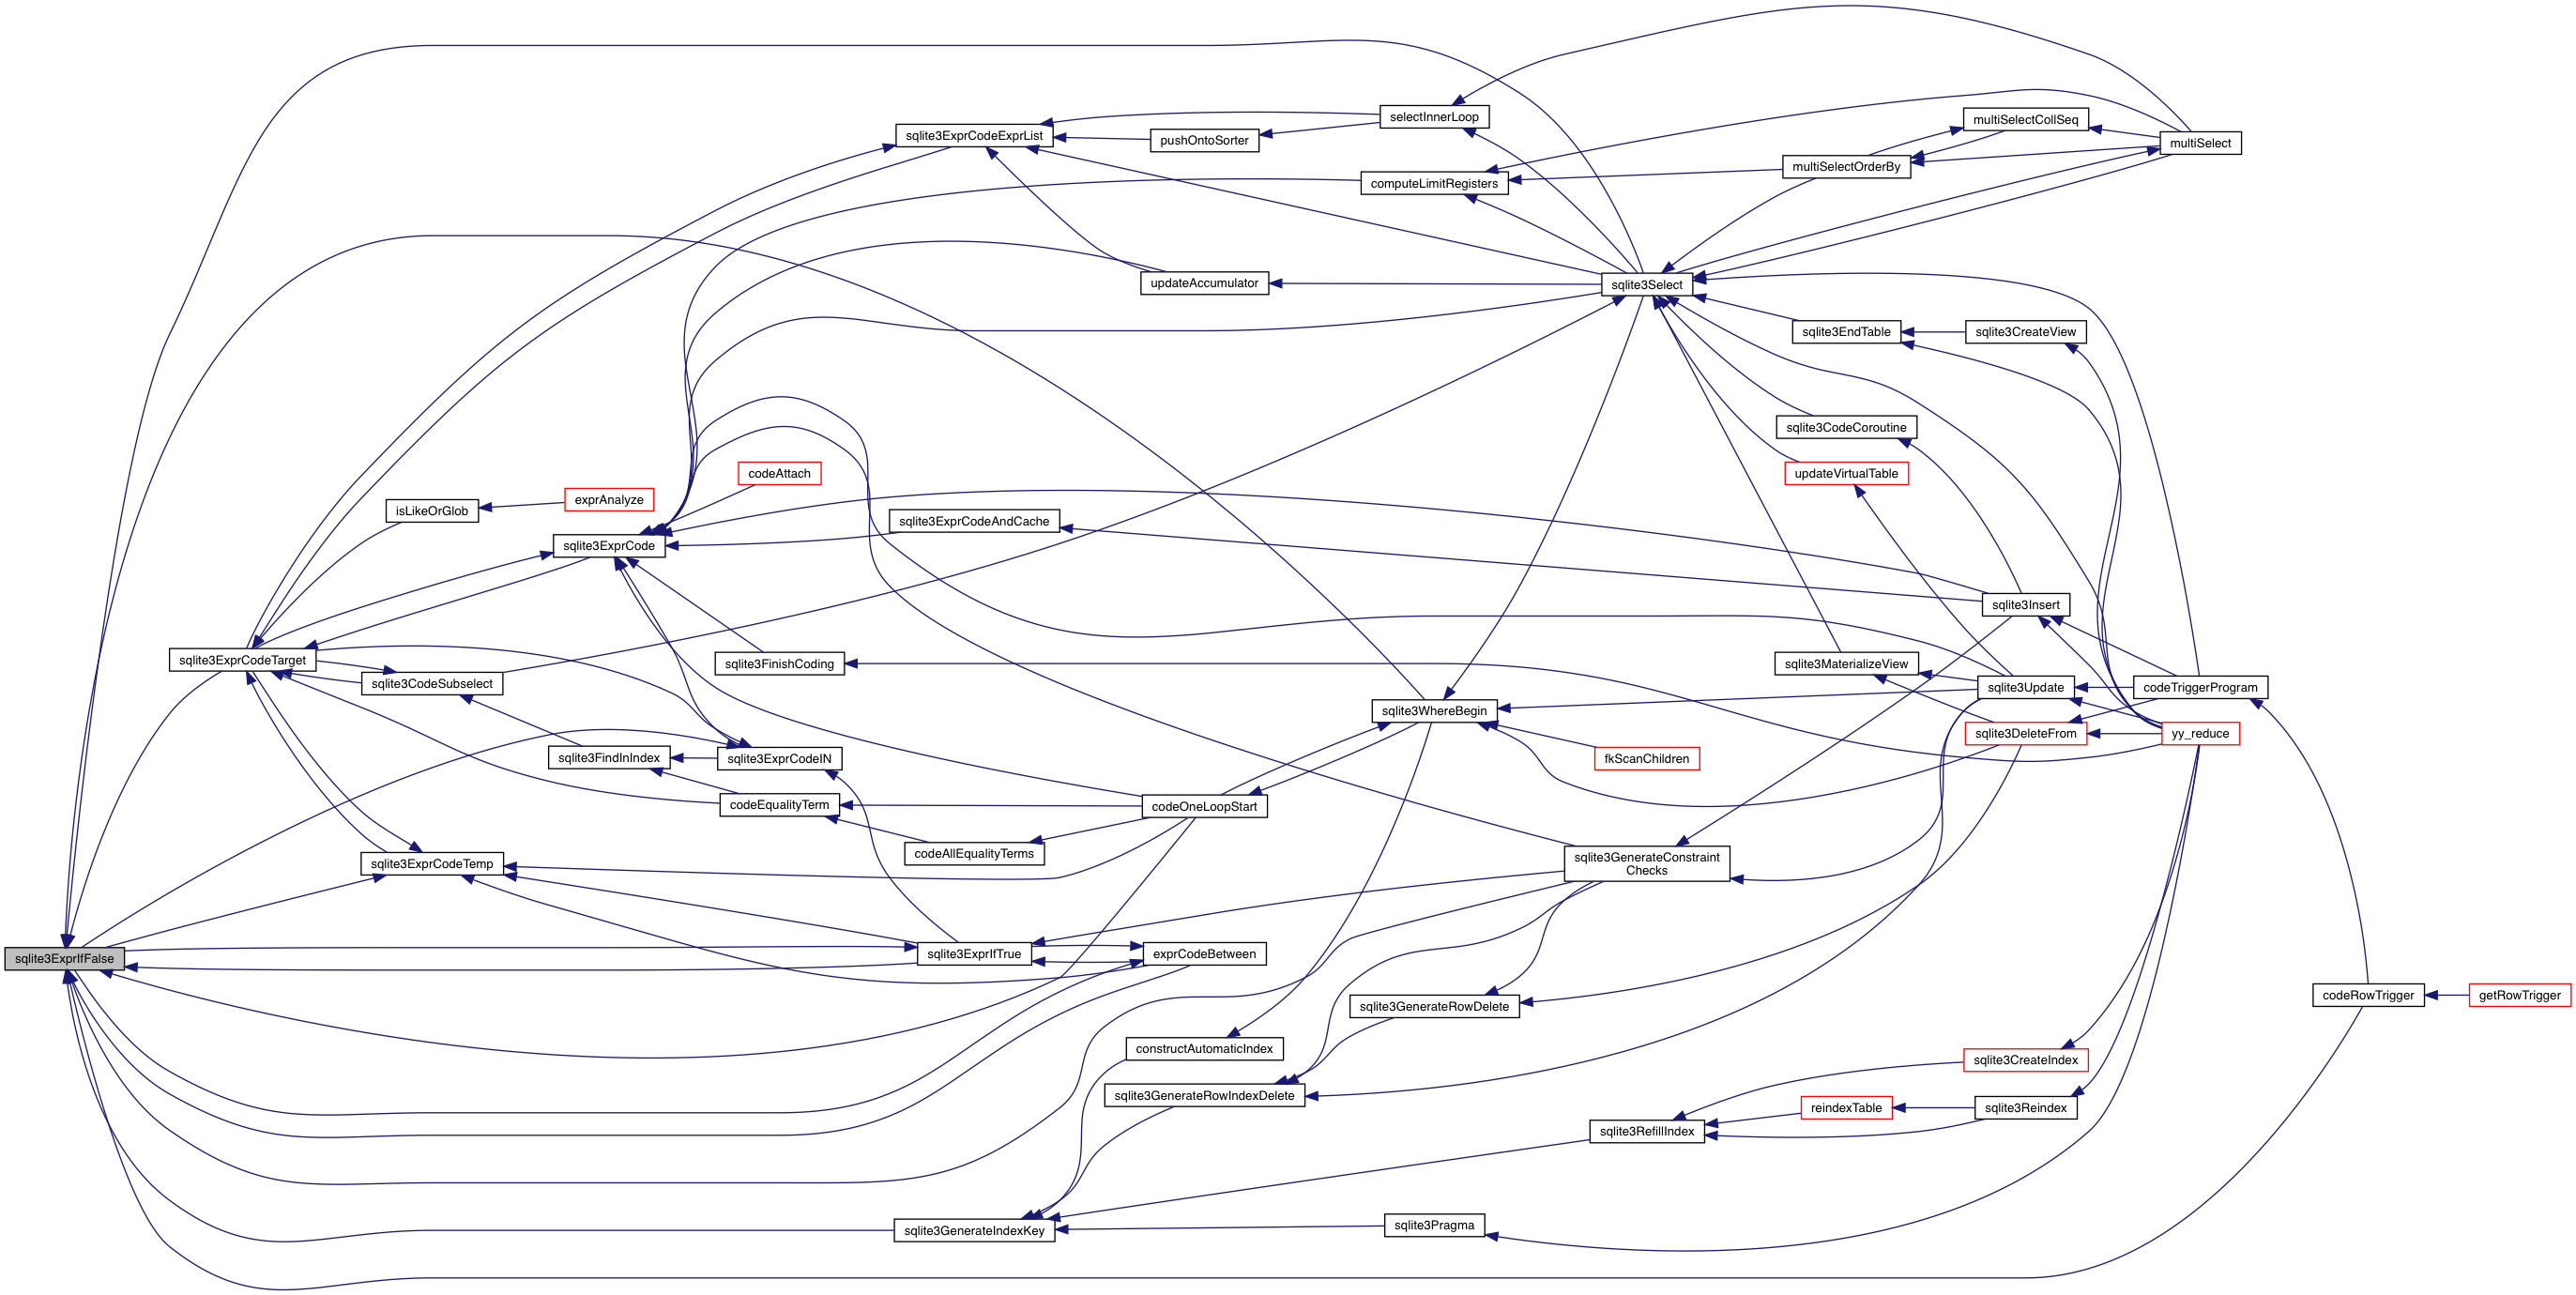 selectInnerLoop
multiSelectCollSeq
sqlite3ExprCodeExprList
pushOntoSorter
multiSelect
multiSelectOrderBy
computeLimitRegisters
updateAccumulator
sqlite3Select
sqlite3EndTable
sqlite3CreateView
sqlite3CodeCoroutine
codeAttach
updateVirtualTable
exprAnalyze
isLikeOrGlob
sqlite3ExprCodeAndCache
sqlite3ExprCode
sqlite3Insert
sqlite3ExprCodeTarget
sqlite3FinishCoding
sqlite3MaterializeView
sqlite3CodeSubselect
sqlite3Update
codeTriggerProgram
sqlite3WhereBegin
sqlite3DeleteFrom
yy_reduce
sqlite3FindInIndex
sqlite3ExprCodeIN
fkScanChildren
codeEqualityTerm
codeOneLoopStart
codeAllEqualityTerms
sqlite3ExprCodeTemp
sqlite3GenerateConstraint
Checks
sqlite3ExprIfFalse
sqlite3ExprIfTrue
exprCodeBetween
codeRowTrigger
getRowTrigger
sqlite3GenerateRowDelete
constructAutomaticIndex
sqlite3CreateIndex
sqlite3GenerateRowIndexDelete
reindexTable
sqlite3Reindex
sqlite3RefillIndex
sqlite3GenerateIndexKey
sqlite3Pragma